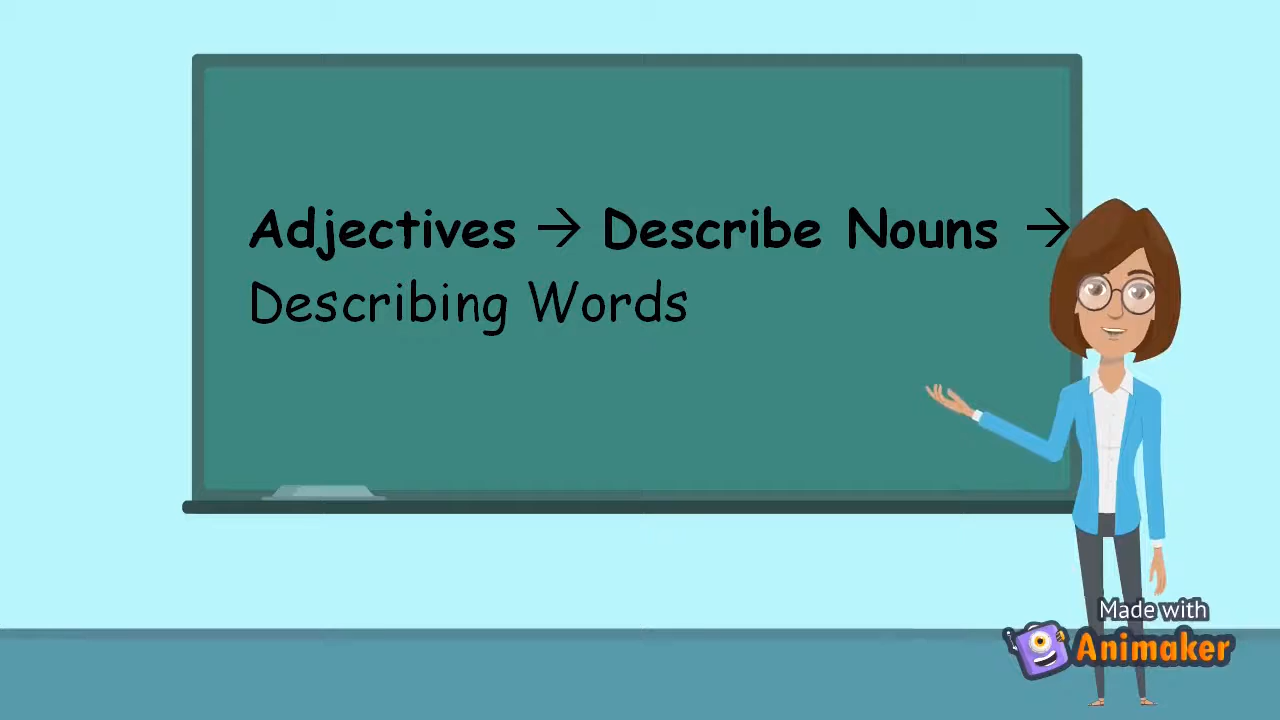 Adjectives → Describe Nouns →
Describing Words
Made with
Animaker